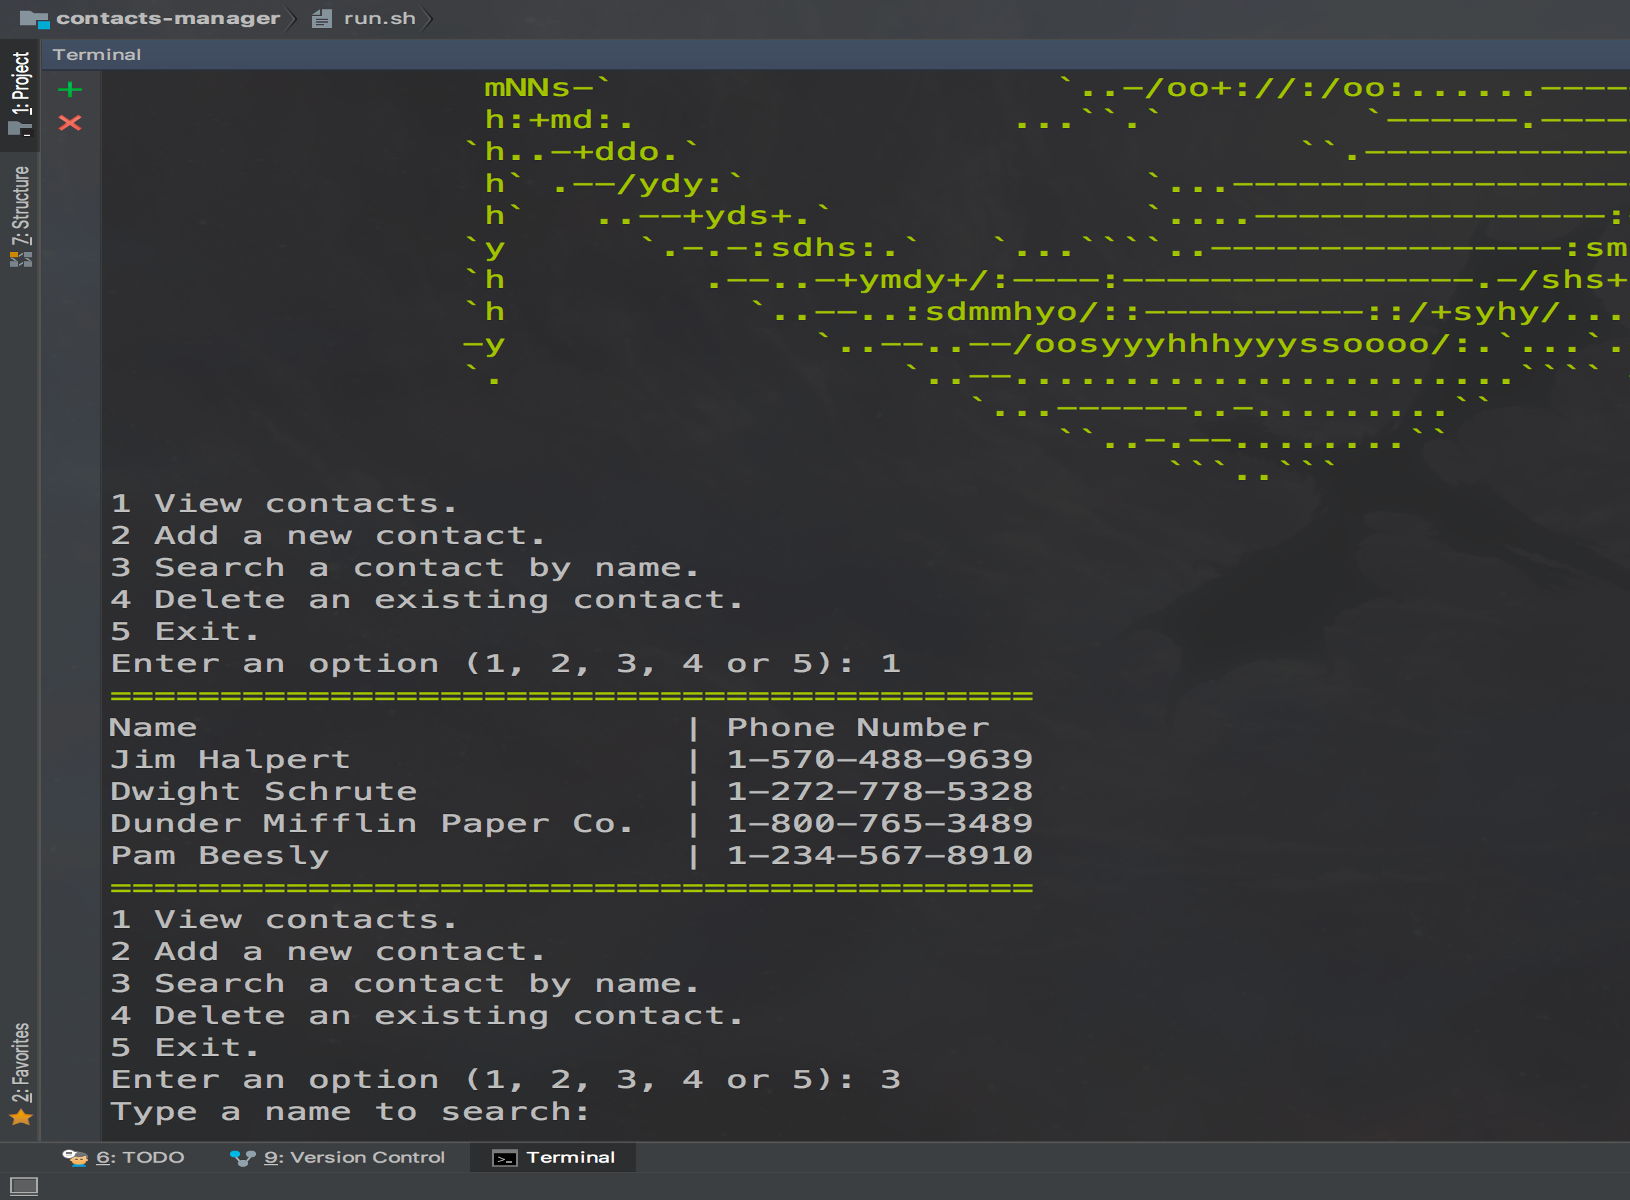 contacts-manager run.sh
Terminal
1: Project
7: Structure
2: Favorites
mNNs-`                     `..-/oo+://:/oo:......-----
h:+md:.                  ...``.`         `------.----
`h..-+ddo.`                            ``.------------
h` .--/ydy:`                   `...------------------
h`   ..--+yds+.`               `....----------------:
`y      `.-.-:sdhs:.`   `...````..----------------:sm
`h         .--..-+ymdy+/:----:----------------.-/shs+
`h           `..--..:sdmmhyo/::----------::/+syhy/...
-y              `..--..--/oosyyyhhhyyyssoooo/:.`...`.
`.                  `..--.......................````
`...------..-.........``
``..-.--........``
```..```
1 View contacts.
2 Add a new contact.
3 Search a contact by name.
4 Delete an existing contact.
5 Exit.
Enter an option (1, 2, 3, 4 or 5): 1
==========================================
Name                      | Phone Number
Jim Halpert               | 1-570-488-9639
Dwight Schrute            | 1-272-778-5328
Dunder Mifflin Paper Co.  | 1-800-765-3489
Pam Beesly                | 1-234-567-8910
==========================================
1 View contacts.
2 Add a new contact.
3 Search a contact by name.
4 Delete an existing contact.
5 Exit.
Enter an option (1, 2, 3, 4 or 5): 3
Type a name to search:
6: TODO 9: Version Control Terminal